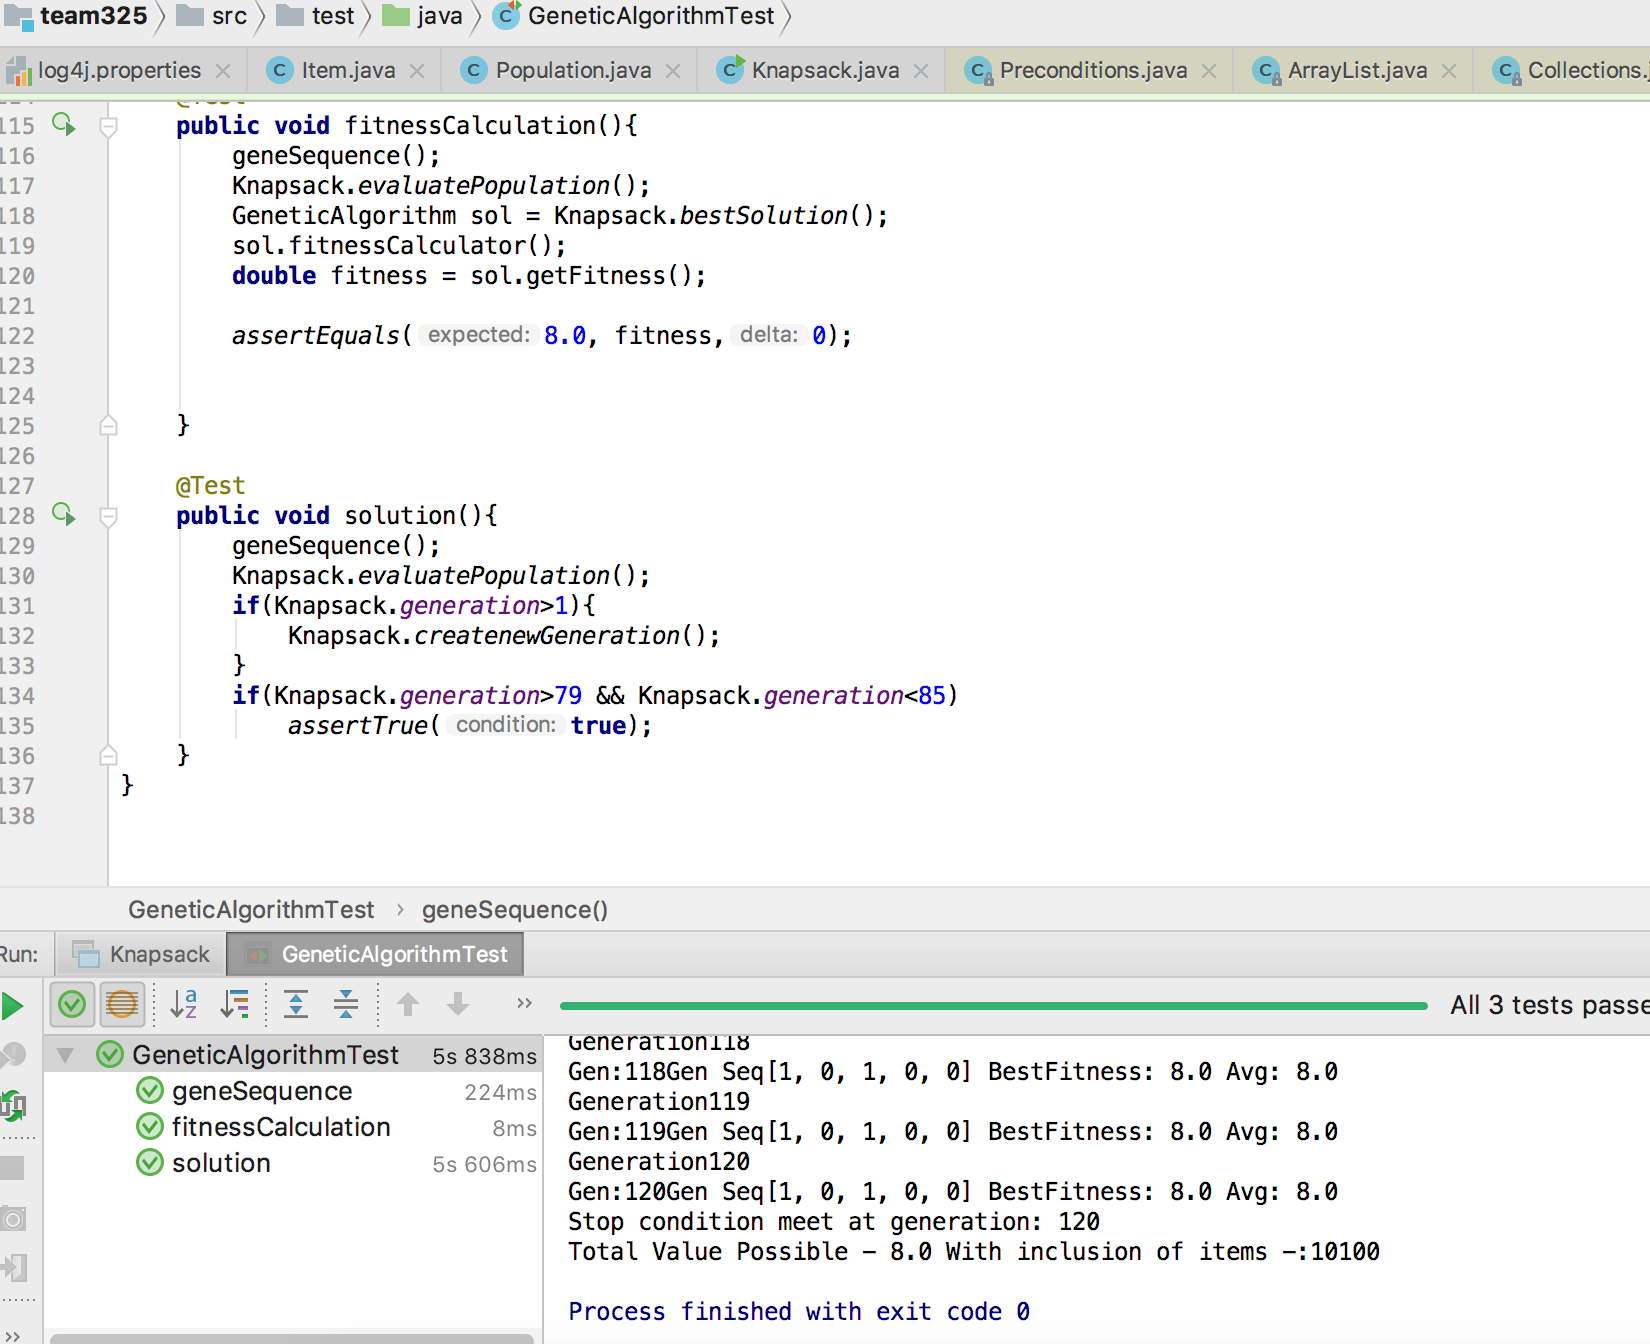 team325 src test java GeneticAlgorithmTest
log4j.properties Item.java Population.java Knapsack.java Preconditions.java ArrayList.java Collections.
@Test
115 public void fitnessCalculation(){
116 geneSequence();
117 Knapsack.evaluatePopulation();
118 GeneticAlgorithm sol = Knapsack.bestSolution();
119 sol.fitnessCalculator();
120 double fitness = sol.getFitness();
121
122 assertEquals( expected: 8.0, fitness, delta: 0);
123
124
125 }
126
127 @Test
128 public void solution(){
129 geneSequence();
130 Knapsack.evaluatePopulation();
131 if(Knapsack.generation>1){
132 Knapsack.createnewGeneration();
133 }
134 if(Knapsack.generation>79 && Knapsack.generation<85)
135 assertTrue( condition: true);
136 }
137 }
138
GeneticAlgorithmTest › geneSequence()
Run: Knapsack GeneticAlgorithmTest
» All 3 tests passe
GeneticAlgorithmTest 5s 838ms
geneSequence 224ms
fitnessCalculation 8ms
solution 5s 606ms
Generation118
Gen:118Gen Seq[1, 0, 1, 0, 0] BestFitness: 8.0 Avg: 8.0
Generation119
Gen:119Gen Seq[1, 0, 1, 0, 0] BestFitness: 8.0 Avg: 8.0
Generation120
Gen:120Gen Seq[1, 0, 1, 0, 0] BestFitness: 8.0 Avg: 8.0
Stop condition meet at generation: 120
Total Value Possible - 8.0 With inclusion of items -:10100
Process finished with exit code 0